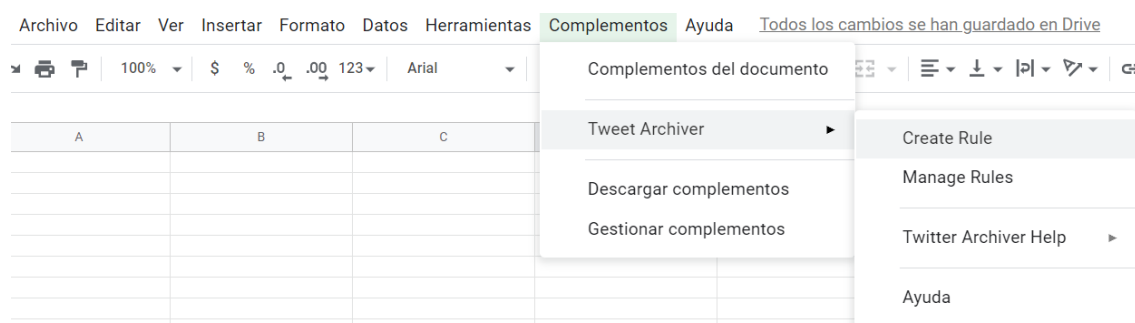 Archivo Editar Ver Insertar Formato Datos Herramientas Complementos Ayuda Todos los cambios se han guardado en Drive
100% $ % .0 .00 123 Arial
Complementos del documento
A B C
Tweet Archiver
Create Rule
Manage Rules
Descargar complementos
Gestionar complementos
Twitter Archiver Help
Ayuda